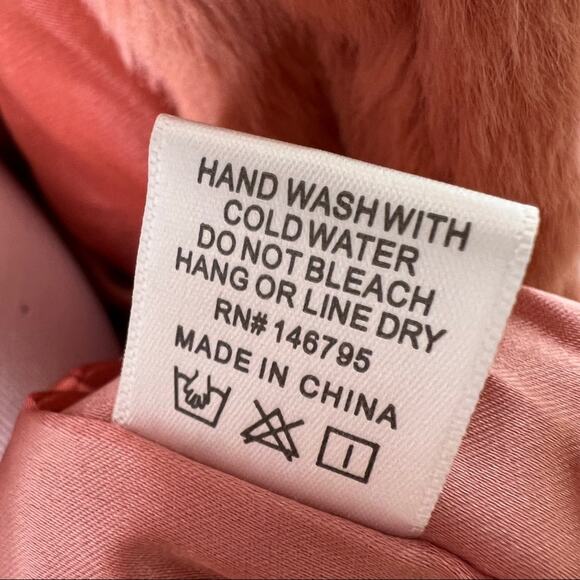 HAND WASH WITH
COLD WATER
DO NOT BLEACH
HANG OR LINE DRY
RN# 146795
MADE IN CHINA